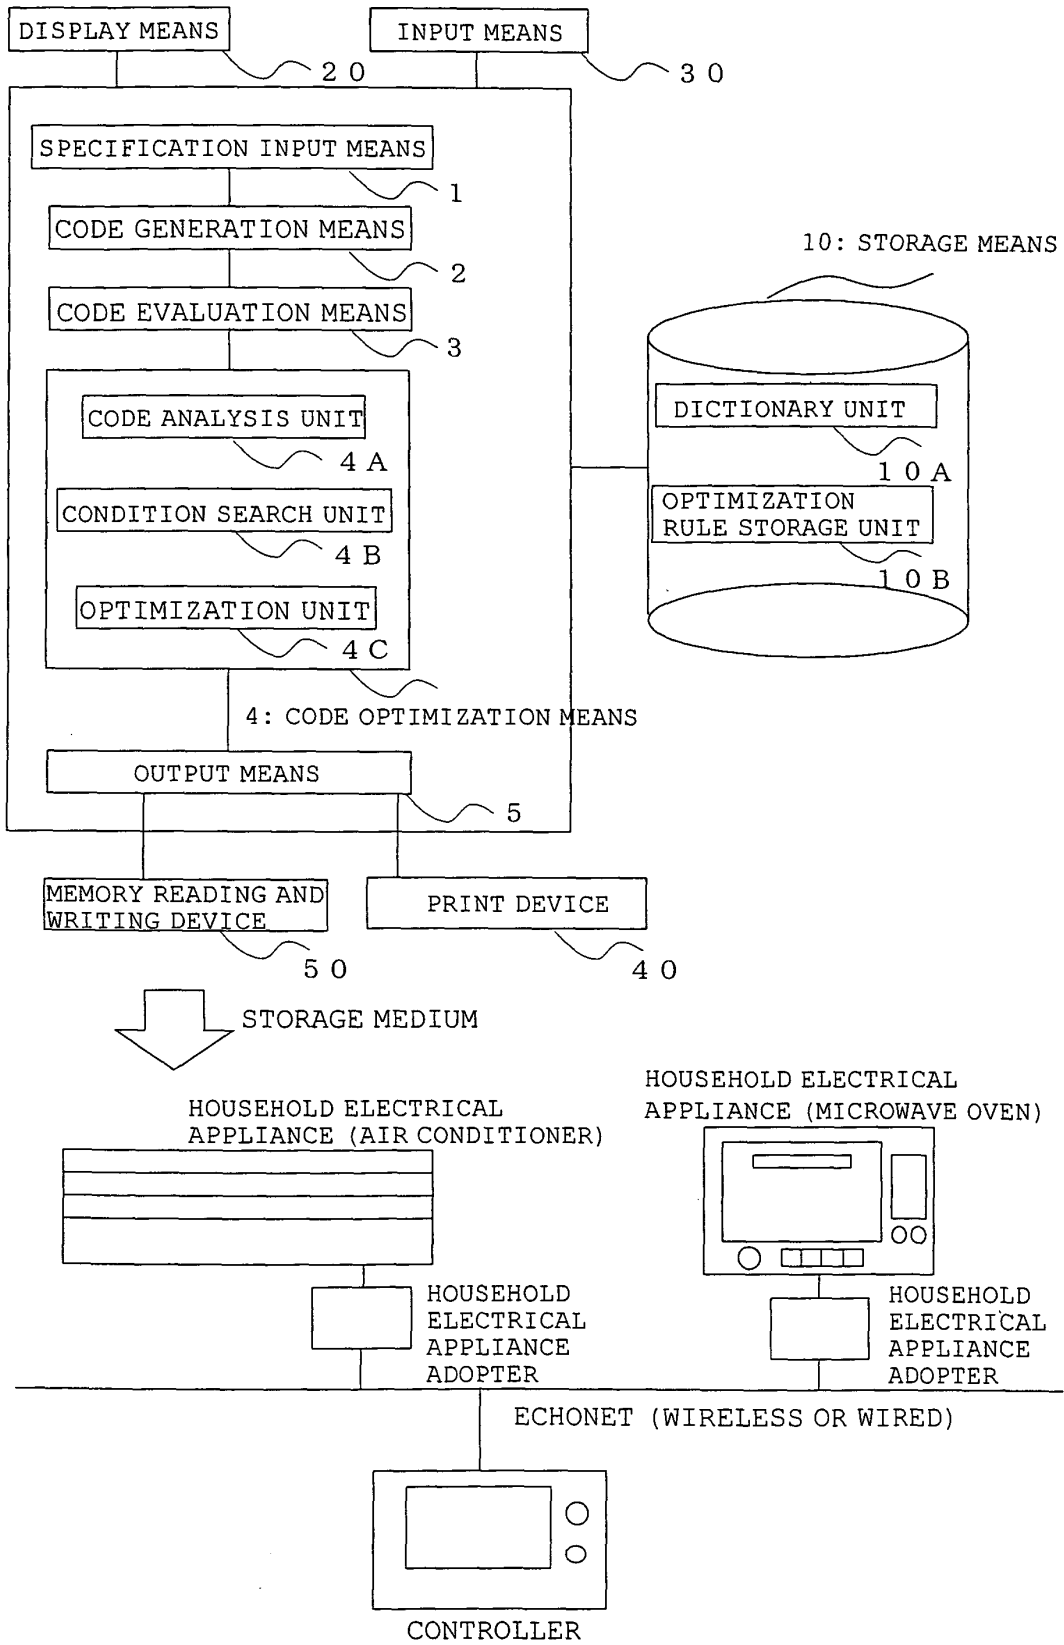 DISPLAY MEANS
20
INPUT MEANS
30
SPECIFICATION INPUT MEANS
1
CODE GENERATION MEANS
2
CODE EVALUATION MEANS
3
CODE ANALYSIS UNIT
4A
CONDITION SEARCH UNIT
4B
OPTIMIZATION UNIT
4C
4: CODE OPTIMIZATION MEANS
OUTPUT MEANS
5
10: STORAGE MEANS
DICTIONARY UNIT
10A
OPTIMIZATION
RULE STORAGE UNIT
10B
MEMORY READING AND
WRITING DEVICE
50
PRINT DEVICE
40
STORAGE MEDIUM
HOUSEHOLD ELECTRICAL
APPLIANCE (AIR CONDITIONER)
HOUSEHOLD ELECTRICAL
APPLIANCE (MICROWAVE OVEN)
HOUSEHOLD
ELECTRICAL
APPLIANCE
ADOPTER
HOUSEHOLD
ELECTRICAL
APPLIANCE
ADOPTER
ECHONET (WIRELESS OR WIRED)
CONTROLLER